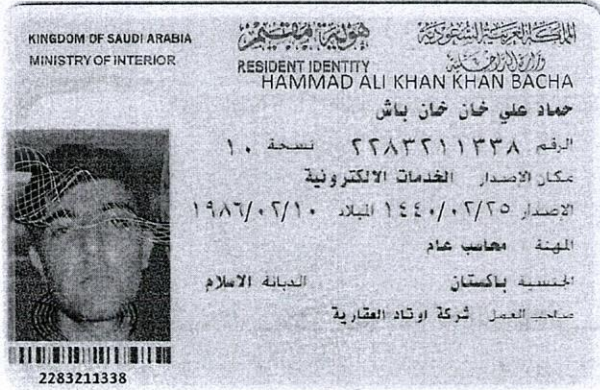 KINGDOM OF SAUDI ARABIA
MINISTRY OF INTERIOR
هوية مقيم
RESIDENT IDENTITY
المملكة العربية السعودية
وزارة الداخلية
HAMMAD ALI KHAN KHAN BACHA
حماد علي خان خان باش
الرقم ٢٢٨٣٢١١٣٣٨ نسخة ١٠
مكان الاصدار الخدمات الالكترونية
الإصدار ١٤٤٠/٠٢/٢٥ الميلاد ١٩٨٦/٠٢/١٠
المهنة محاسب عام
الجنسية باكستان الديانة الاسلام
صاحب العمل شركة اوتاد العقارية
2283211338